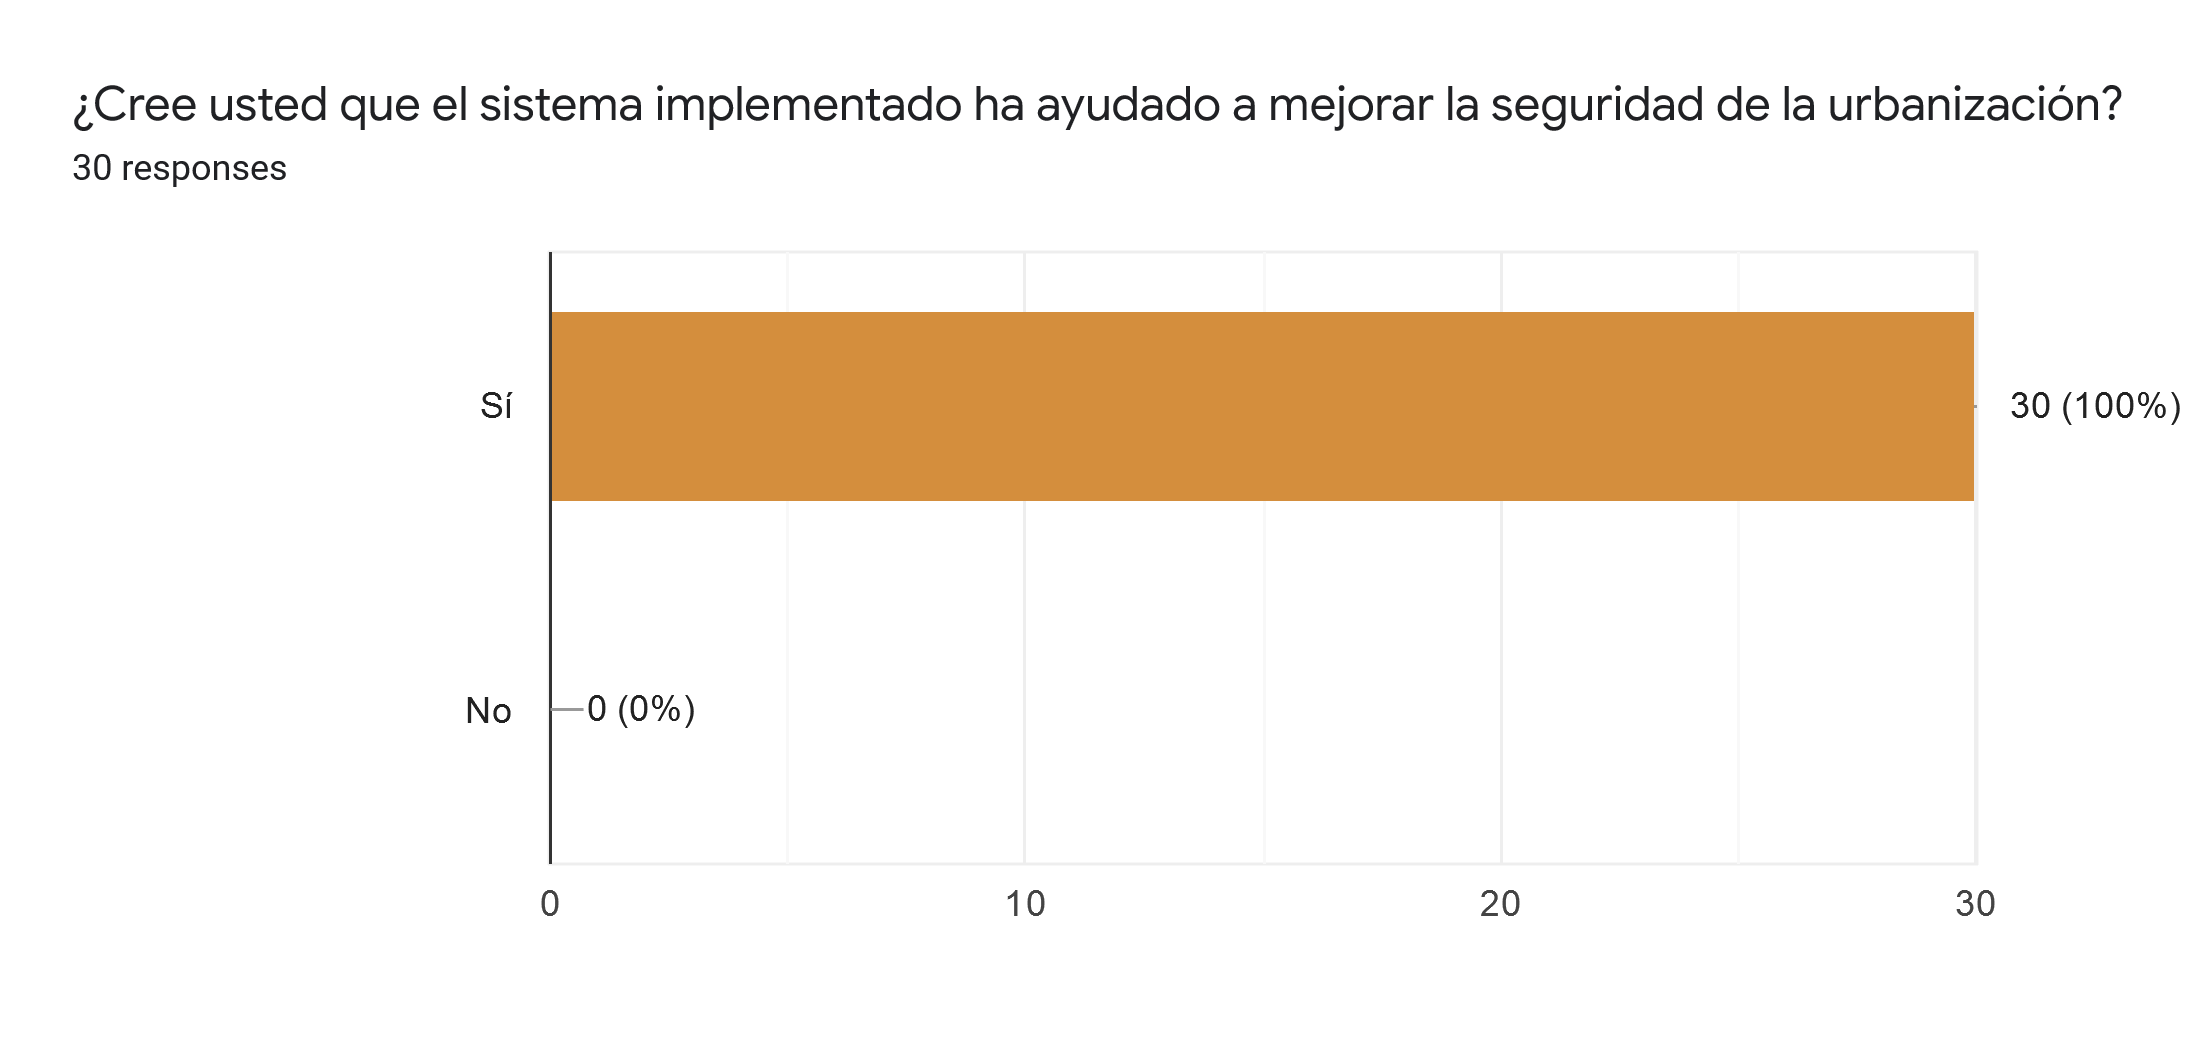 ¿Cree usted que el sistema implementado ha ayudado a mejorar la seguridad de la urbanización?
30 responses
Sí
30 (100%)
No
0 (0%)
0
10
20
30